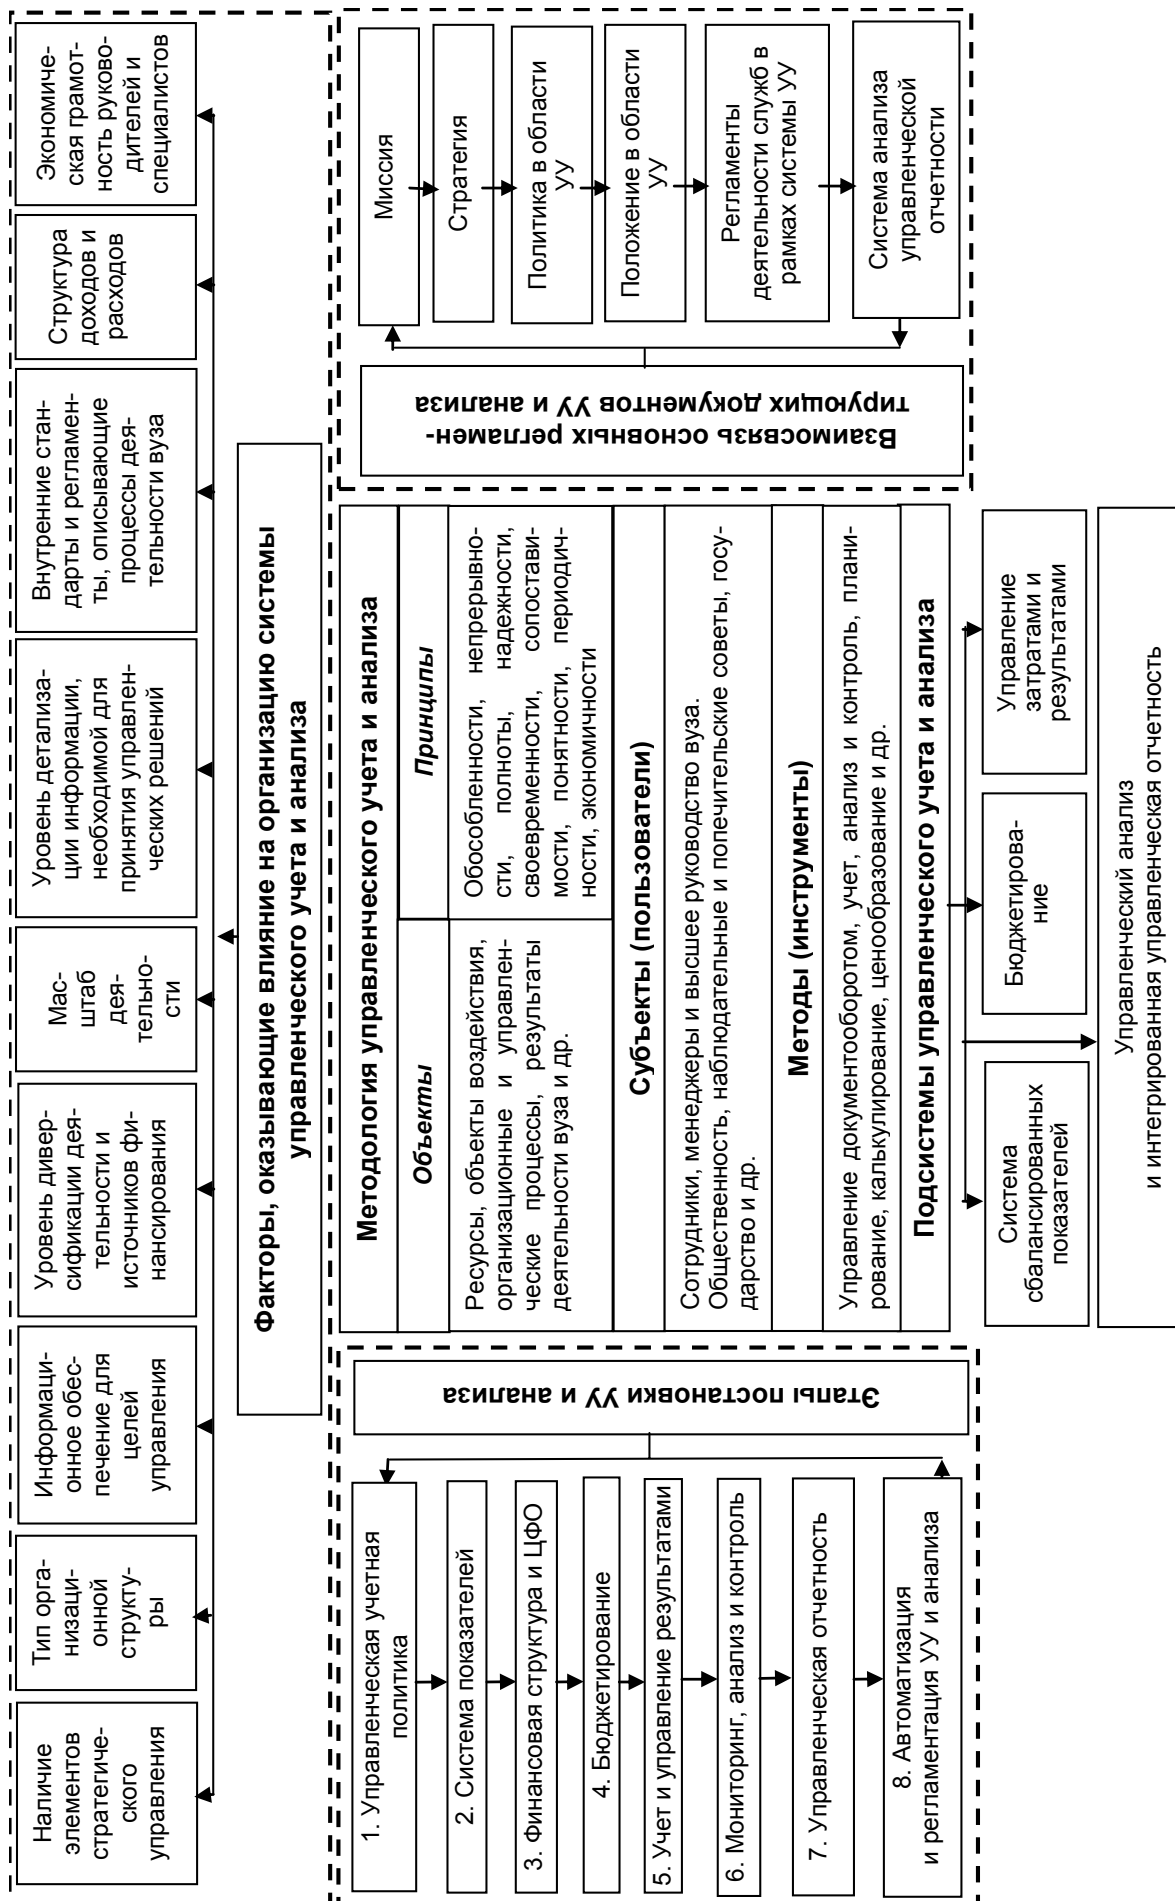 Наличие
элементов
стратегиче-
ского
управления
Тип орга-
низаци-
онной
структу-
ры
Информаци-
онное обес-
печение для
целей
управления
Уровень дивер-
сификации дея-
тельности и
источников фи-
нансирования
Мас-
штаб
дея-
тельно-
сти
Уровень детализа-
ции информации,
необходимой для
принятия управлен-
ческих решений
Внутренние стан-
дарты и регламен-
ты, описывающие
процессы дея-
тельности вуза
Структура
доходов и
расходов
Экономиче-
ская грамот-
ность руково-
дителей и
специалистов
Факторы, оказывающие влияние на организацию системы
управленческого учета и анализа
Этапы постановки УУ и анализа
1. Управленческая учетная
политика
2. Система показателей
3. Финансовая структура и ЦФО
4. Бюджетирование
5. Учет и управление результатами
6. Мониторинг, анализ и контроль
7. Управленческая отчетность
8. Автоматизация
и регламентация УУ и анализа
Методология управленческого учета и анализа
Объекты
Ресурсы, объекты воздействия,
организационные и управлен-
ческие процессы, результаты
деятельности вуза и др.
Принципы
Обособленности, непрерывно-
сти, полноты, надежности,
своевременности, сопостави-
мости, понятности, периодич-
ности, экономичности
Субъекты (пользователи)
Сотрудники, менеджеры и высшее руководство вуза.
Общественность, наблюдательные и попечительские советы, госу-
дарство и др.
Методы (инструменты)
Управление документооборотом, учет, анализ и контроль, плани-
рование, калькулирование, ценообразование и др.
Подсистемы управленческого учета и анализа
Система
сбалансированных
показателей
Бюджетирова-
ние
Управление
затратами и
результатами
Управленческий анализ
и интегрированная управленческая отчетность
Взаимосвязь основных регламен-
тирующих документов УУ и анализа
Миссия
Стратегия
Политика в области
УУ
Положение в области
УУ
Регламенты
деятельности служб в
рамках системы УУ
Система анализа
управленческой
отчетности